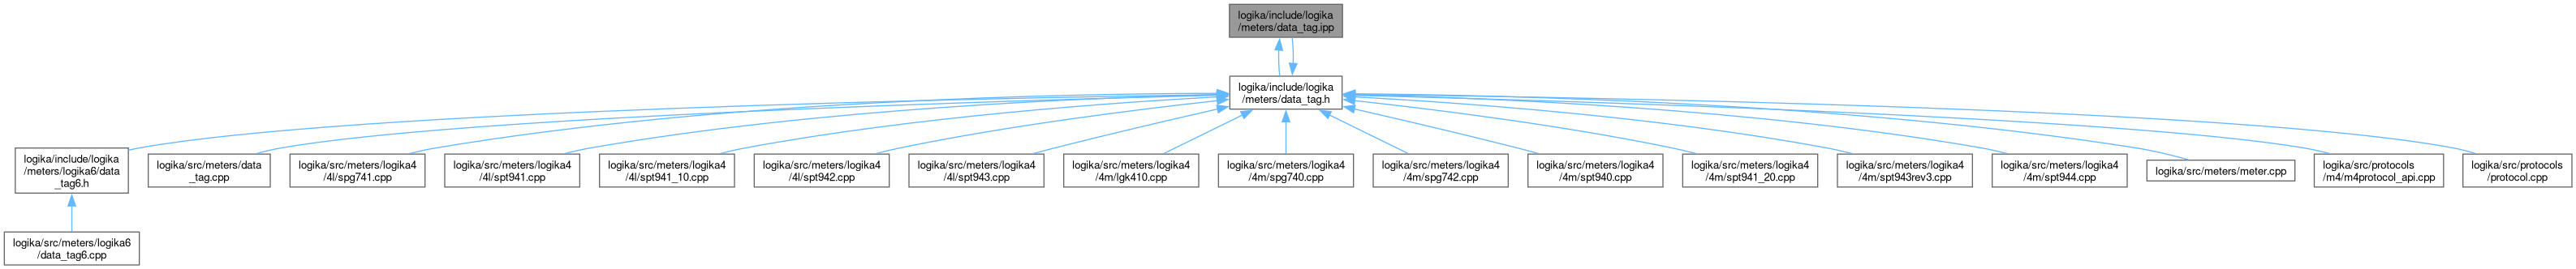 logika/include/logika
/meters/data_tag.ipp
logika/include/logika
/meters/data_tag.h
logika/include/logika
/meters/logika6/data
_tag6.h
logika/src/meters/data
_tag.cpp
logika/src/meters/logika4
/4l/spg741.cpp
logika/src/meters/logika4
/4l/spt941.cpp
logika/src/meters/logika4
/4l/spt941_10.cpp
logika/src/meters/logika4
/4l/spt942.cpp
logika/src/meters/logika4
/4l/spt943.cpp
logika/src/meters/logika4
/4m/lgk410.cpp
logika/src/meters/logika4
/4m/spg740.cpp
logika/src/meters/logika4
/4m/spg742.cpp
logika/src/meters/logika4
/4m/spt940.cpp
logika/src/meters/logika4
/4m/spt941_20.cpp
logika/src/meters/logika4
/4m/spt943rev3.cpp
logika/src/meters/logika4
/4m/spt944.cpp
logika/src/meters/meter.cpp
logika/src/protocols
/m4/m4protocol_api.cpp
logika/src/protocols
/protocol.cpp
logika/src/meters/logika6
/data_tag6.cpp